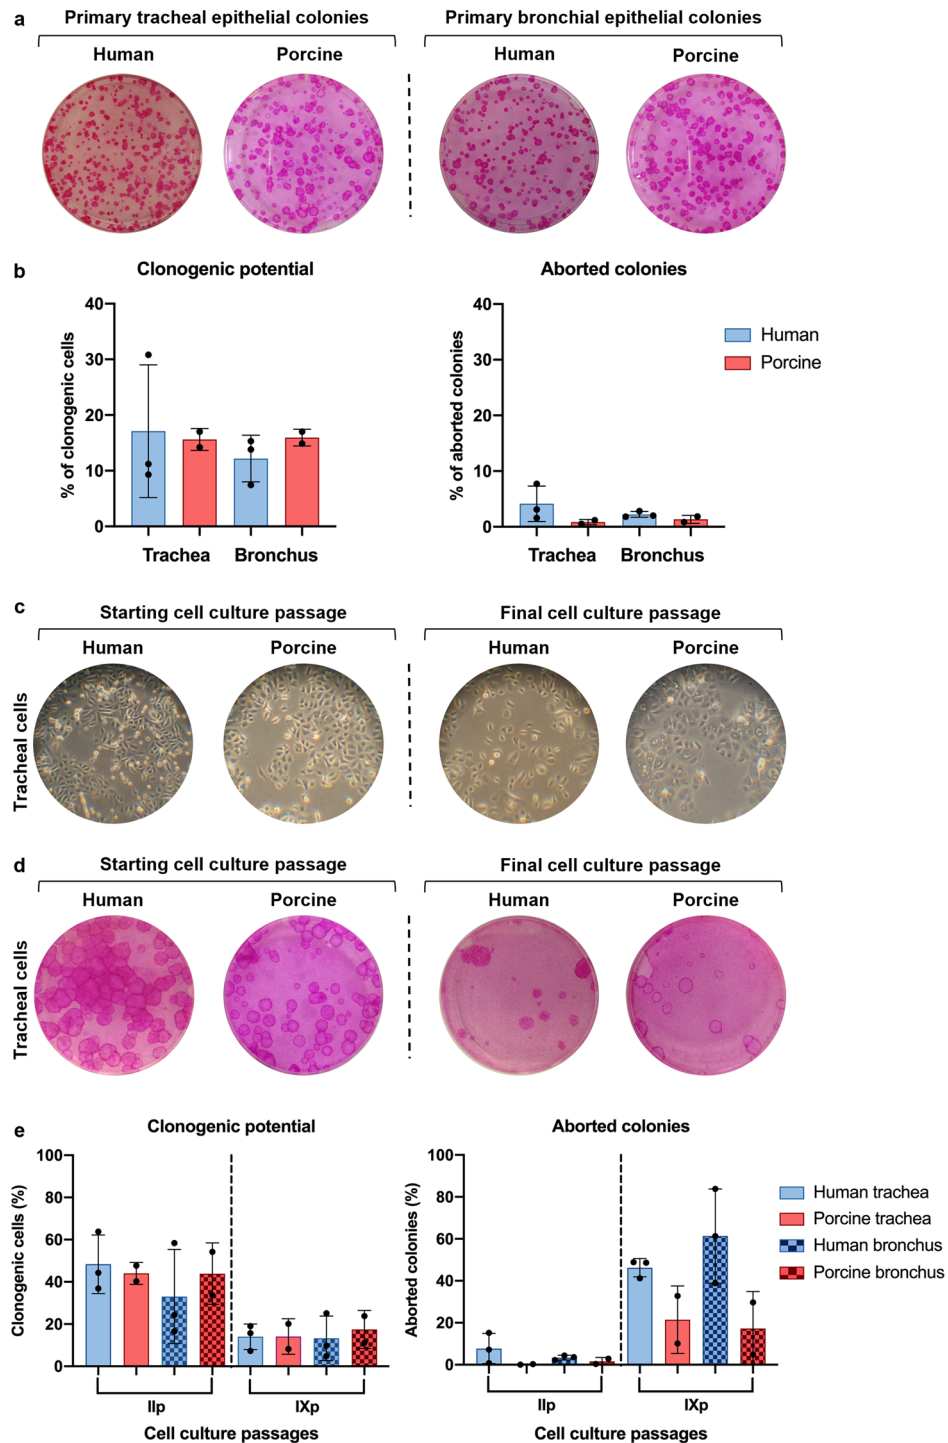 a
Primary tracheal epithelial colonies
Primary bronchial epithelial colonies
Human
Porcine
Human
Porcine
b
Clonogenic potential
Aborted colonies
% of clonogenic cells
40
30
20
10
0
Trachea
Bronchus
% of aborted colonies
40
30
20
10
0
Trachea
Bronchus
Human
Porcine
c
Starting cell culture passage
Final cell culture passage
Human
Porcine
Human
Porcine
Tracheal cells
d
Starting cell culture passage
Final cell culture passage
Human
Porcine
Human
Porcine
Tracheal cells
e
Clonogenic potential
Aborted colonies
Clonogenic cells (%)
100
80
60
40
20
0
IIp
IXp
Cell culture passages
Aborted colonies (%)
100
80
60
40
20
0
IIp
IXp
Cell culture passages
Human trachea
Porcine trachea
Human bronchus
Porcine bronchus